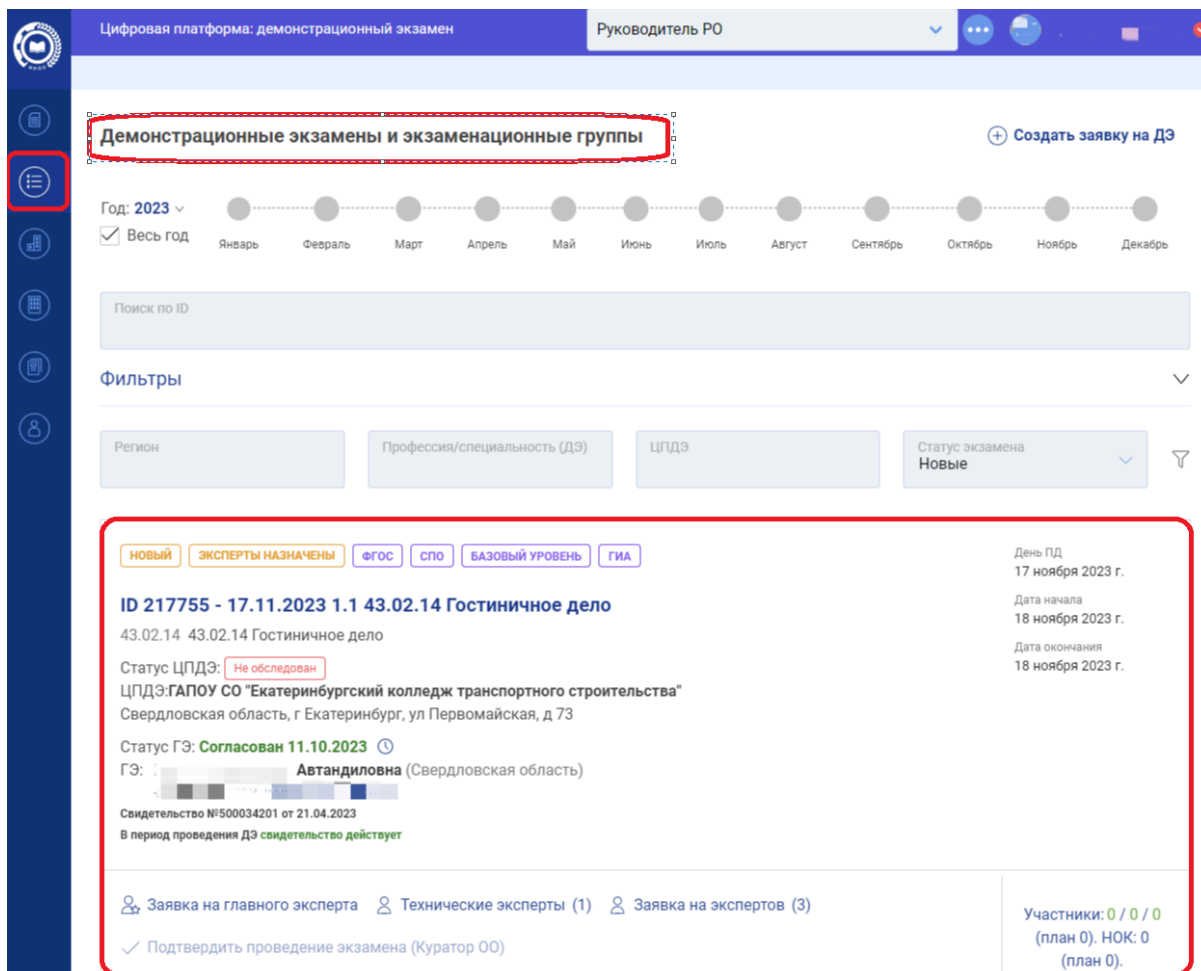 Цифровая платформа: демонстрационный экзамен
Руководитель РО
Демонстрационные экзамены и экзаменационные группы
Создать заявку на ДЭ
Год: 2023
Весь год
Январь Февраль Март Апрель Май Июнь Июль Август Сентябрь Октябрь Ноябрь Декабрь
Поиск по ID
Фильтры
Регион
Профессия/специальность (ДЭ)
ЦПДЭ
Статус экзамена
Новые
НОВЫЙ ЭКСПЕРТЫ НАЗНАЧЕНЫ ФГОС СПО БАЗОВЫЙ УРОВЕНЬ ГИА
День ПД
17 ноября 2023 г.
Дата начала
18 ноября 2023 г.
Дата окончания
18 ноября 2023 г.
ID 217755 - 17.11.2023 1.1 43.02.14 Гостиничное дело
43.02.14 43.02.14 Гостиничное дело
Статус ЦПДЭ: Не обследован
ЦПДЭ:ГАПОУ СО "Екатеринбургский колледж транспортного строительства"
Свердловская область, г Екатеринбург, ул Первомайская, д 73
Статус ГЭ: Согласован 11.10.2023
ГЭ: Автандиловна (Свердловская область)
Свидетельство №500034201 от 21.04.2023
В период проведения ДЭ свидетельство действует
Заявка на главного эксперта Технические эксперты (1) Заявка на экспертов (3)
Подтвердить проведение экзамена (Куратор ОО)
Участники: 0 / 0 / 0
(план 0). НОК: 0
(план 0).